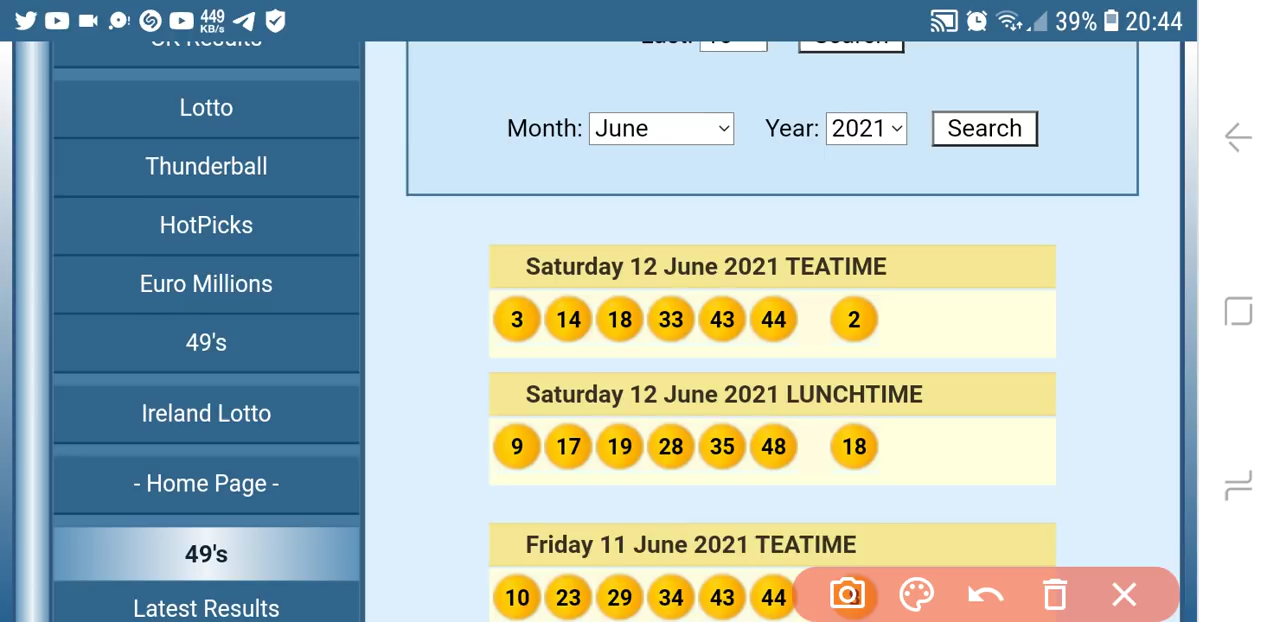 449
KB/s
39%
20:44
UK Results
Lotto
Thunderball
HotPicks
Euro Millions
49's
Ireland Lotto
- Home Page -
49's
Latest Results
Search
Month: June Year: 2021 Search
Saturday 12 June 2021 TEATIME
3 14 18 33 43 44 2
Saturday 12 June 2021 LUNCHTIME
9 17 19 28 35 48 18
Friday 11 June 2021 TEATIME
10 23 29 34 43 44